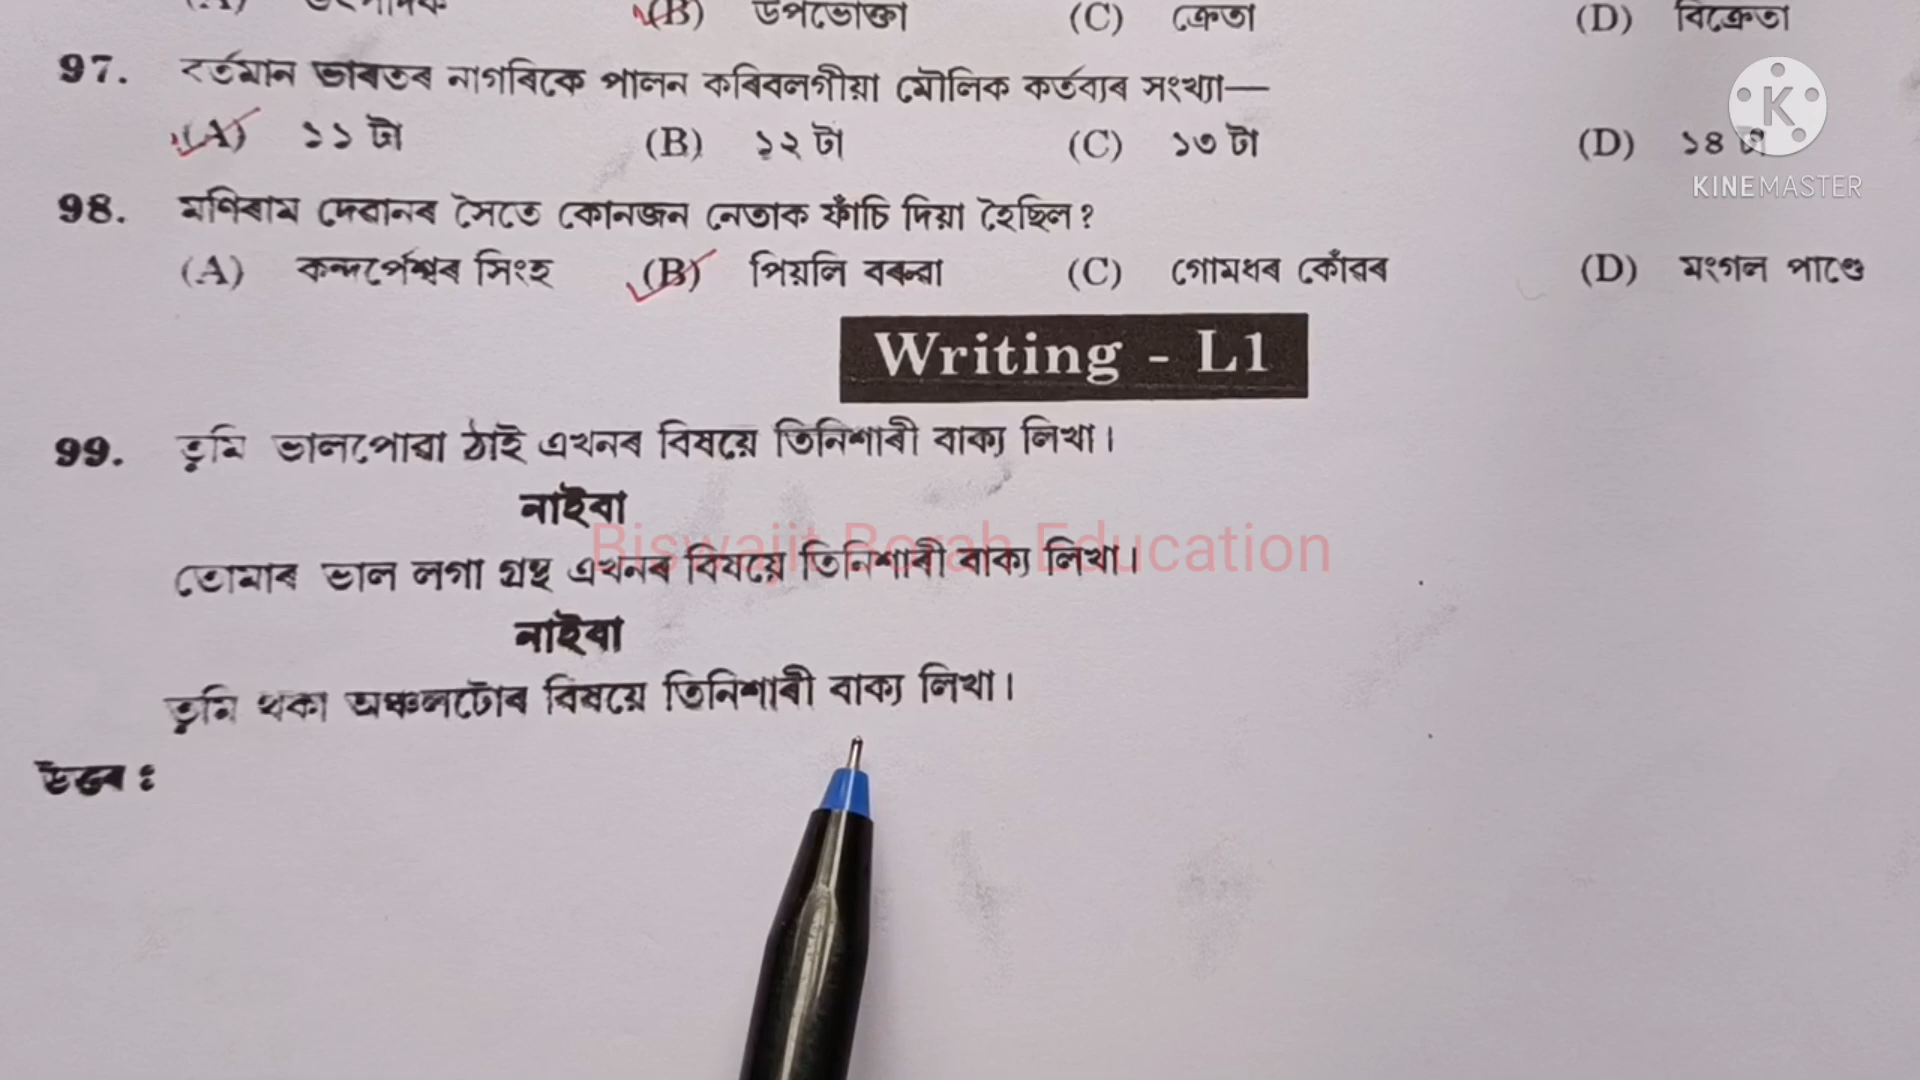 (B) উপভোক্তা (C) ক্ৰেতা (D) বিক্ৰেতা
97. বৰ্তমান ভাৰতৰ নাগৰিকে পালন কৰিবলগীয়া মৌলিক কৰ্তব্যৰ সংখ্যা—
(A) ১১ টা (B) ১২ টা (C) ১৩ টা (D) ১৪ টা
K
KINEMASTER
98. মণিৰাম দেৱানৰ সৈতে কোনজন নেতাক ফাঁচি দিয়া হৈছিল?
(A) কন্দৰ্পেশ্বৰ সিংহ (B) পিয়লি বৰুৱা (C) গোমধৰ কোঁৱৰ (D) মংগল পাণ্ডে
Writing - L1
99. তুমি ভালপোৱা ঠাই এখনৰ বিষয়ে তিনিশাৰী বাক্য লিখা।
নাইবা
Biswajit Borah Education
তোমাৰ ভাল লগা গ্ৰন্থ এখনৰ বিষয়ে তিনিশাৰী বাক্য লিখা।
নাইবা
তুমি থকা অঞ্চলটোৰ বিষয়ে তিনিশাৰী বাক্য লিখা।
উত্তৰ :